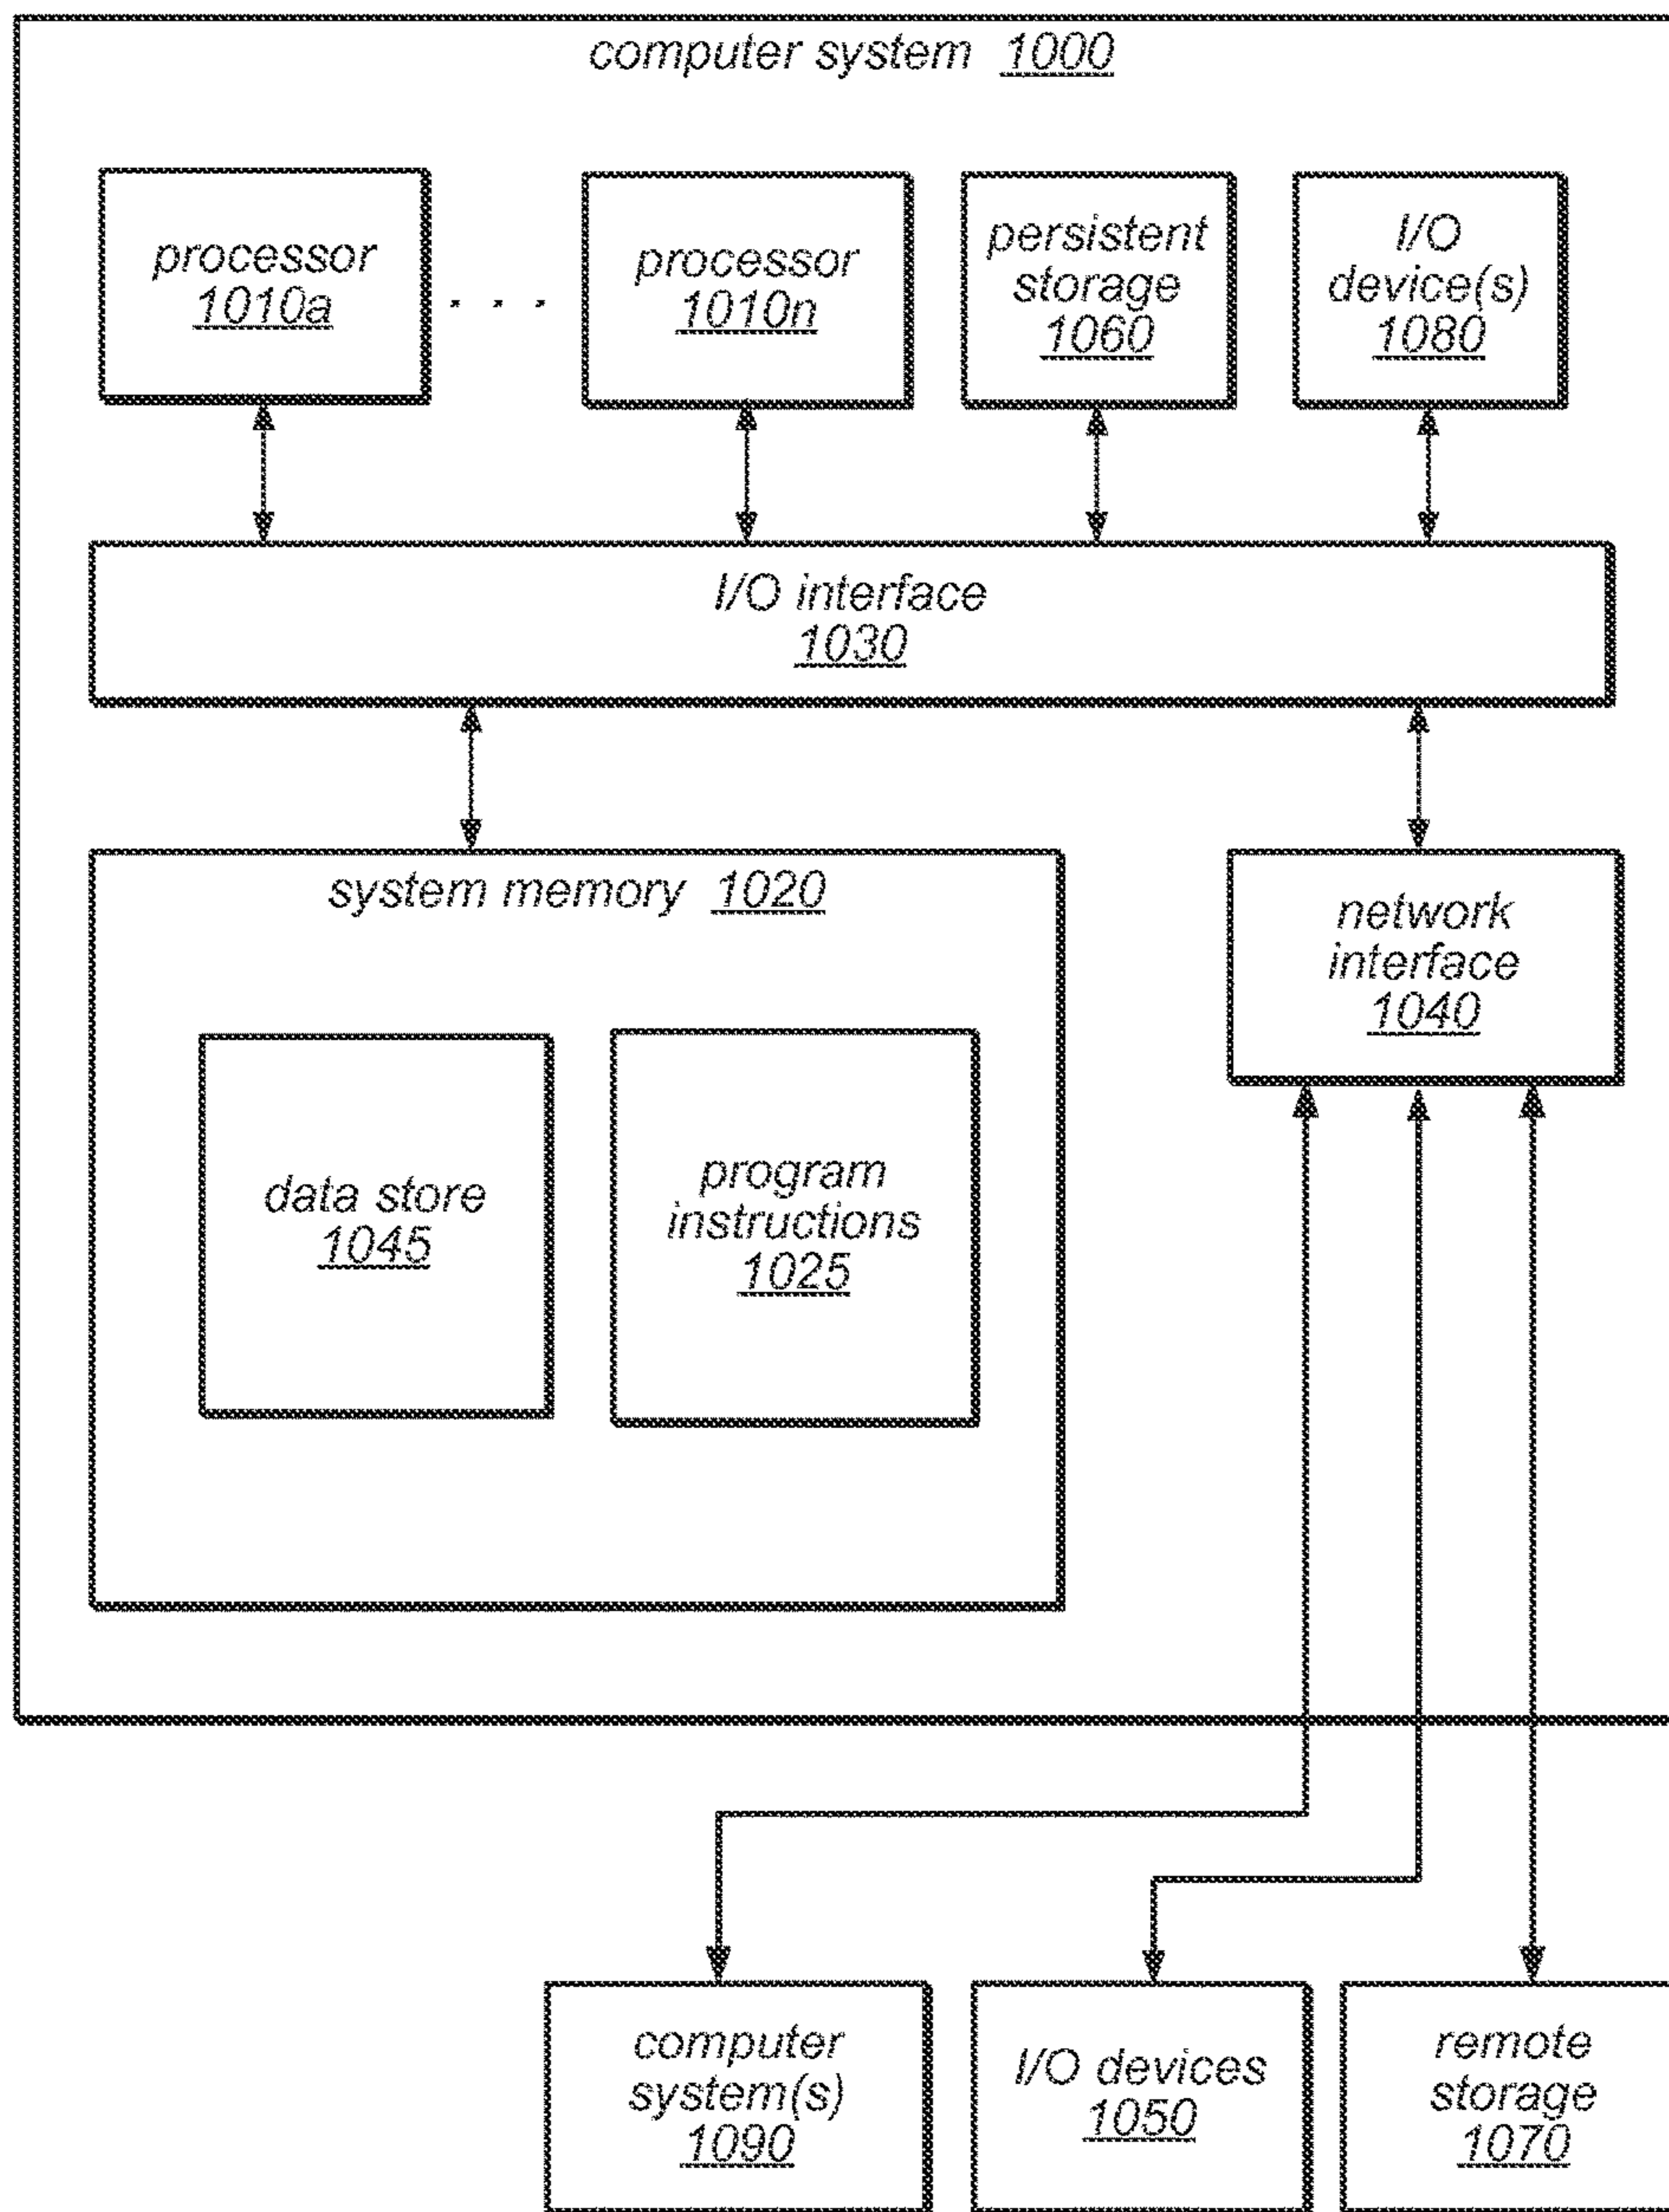 computer system 1000
processor
1010a
. . .
processor
1010n
persistent
storage
1060
I/O
device(s)
1080
I/O interface
1030
system memory 1020
network
interface
1040
data store
1045
program
instructions
1025
computer
system(s)
1090
I/O devices
1050
remote
storage
1070